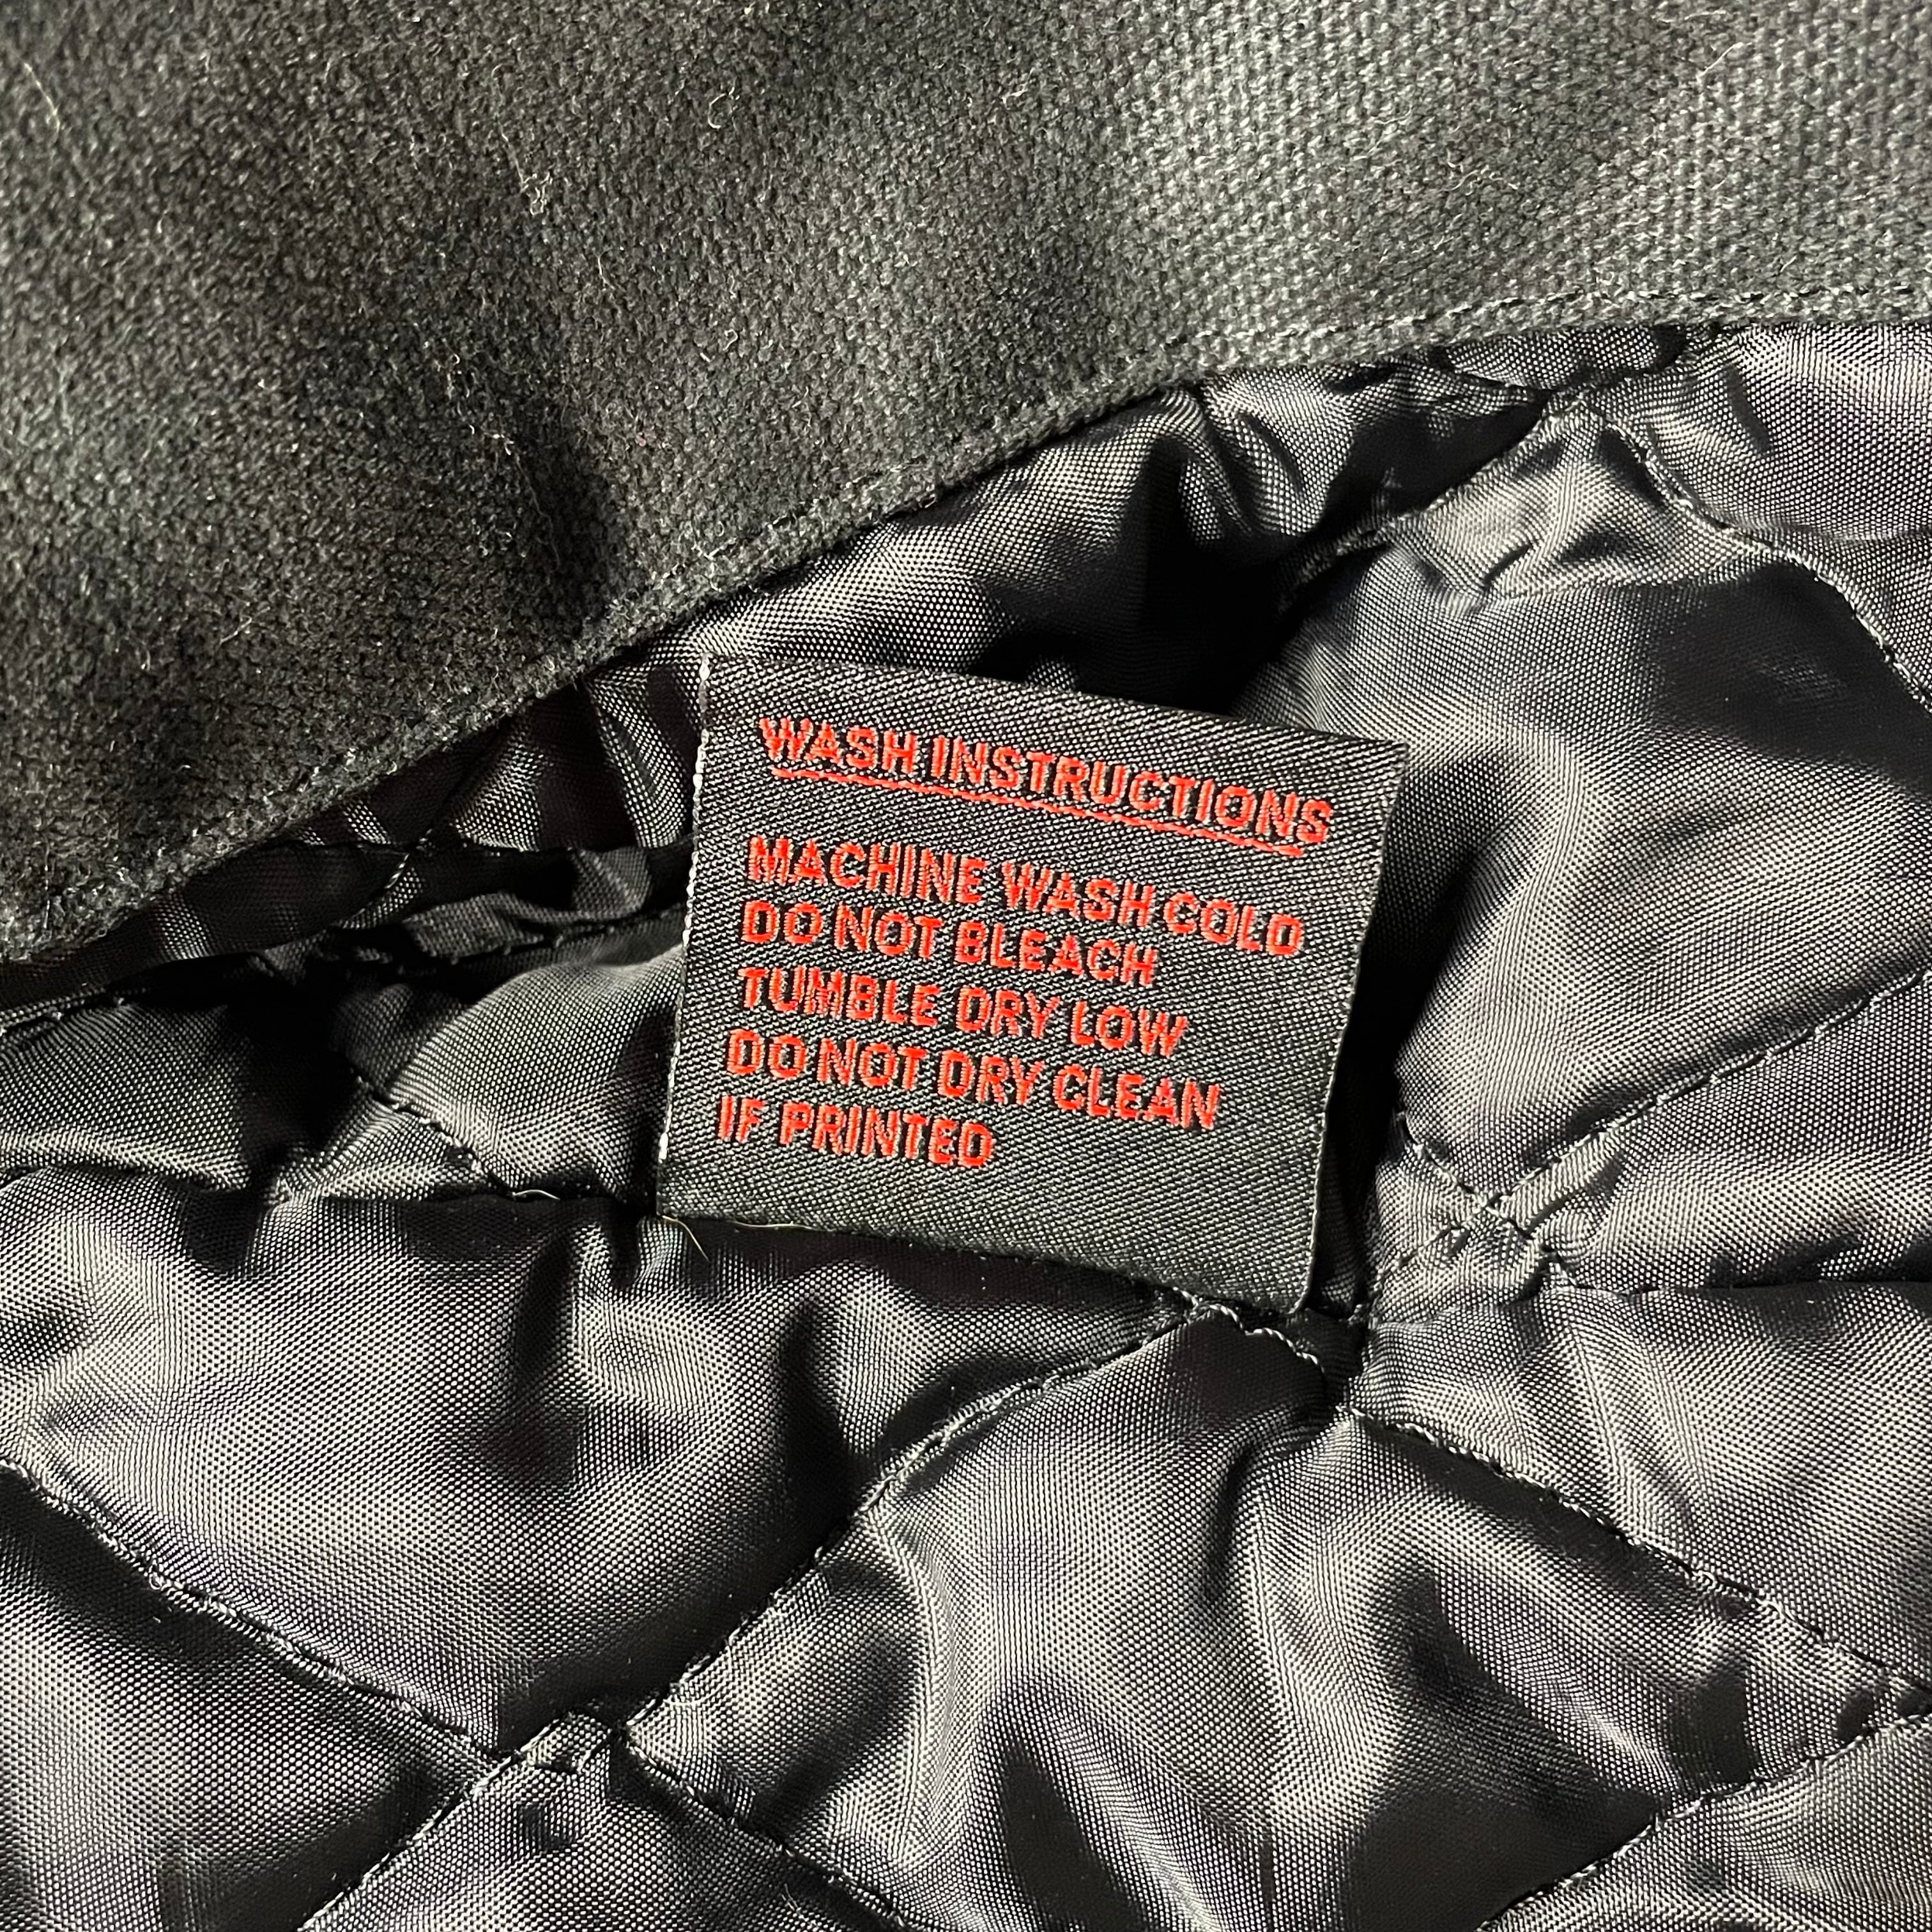 WASH INSTRUCTIONS
MACHINE WASH COLD
DO NOT BLEACH
TUMBLE DRY LOW
DO NOT DRY CLEAN
IF PRINTED